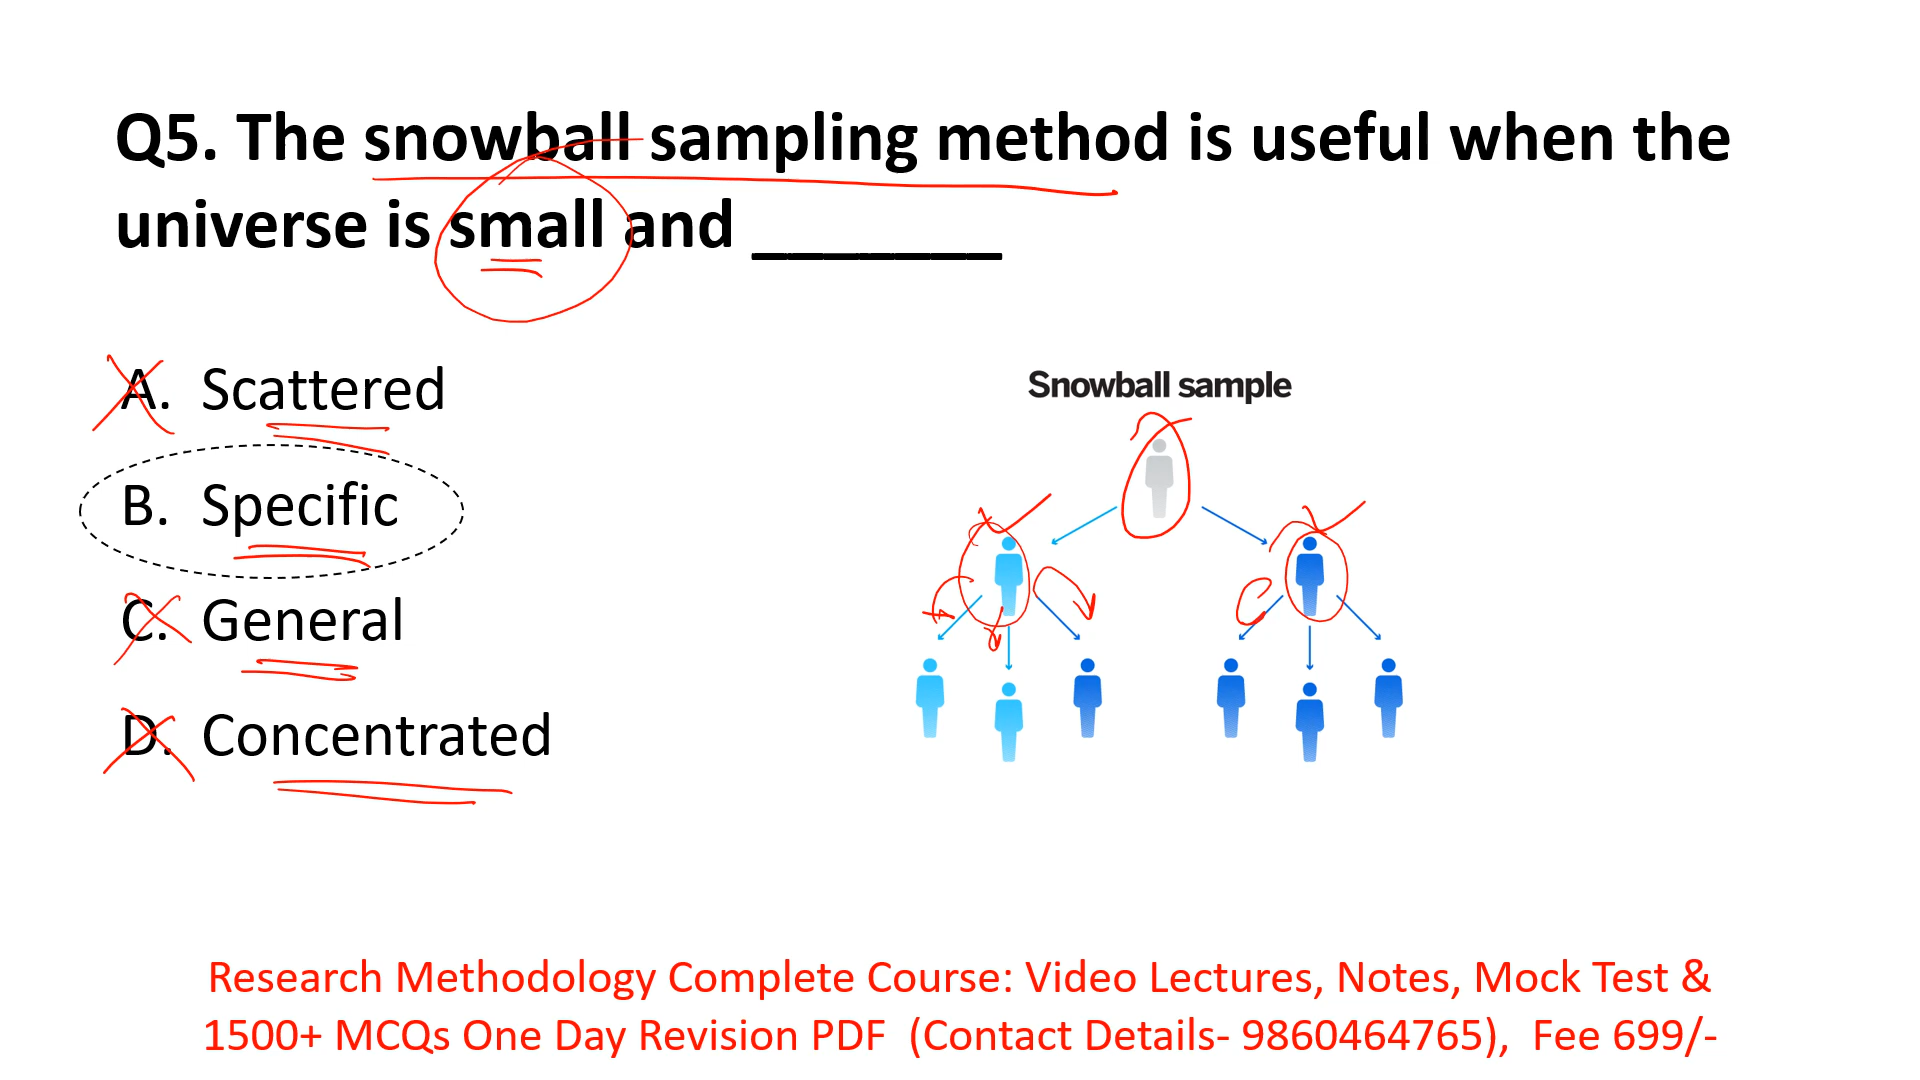 Q5. The snowball sampling method is useful when the
universe is small and _______
A. Scattered
B. Specific
C. General
D. Concentrated
Snowball sample
Research Methodology Complete Course: Video Lectures, Notes, Mock Test &
1500+ MCQs One Day Revision PDF (Contact Details- 9860464765), Fee 699/-